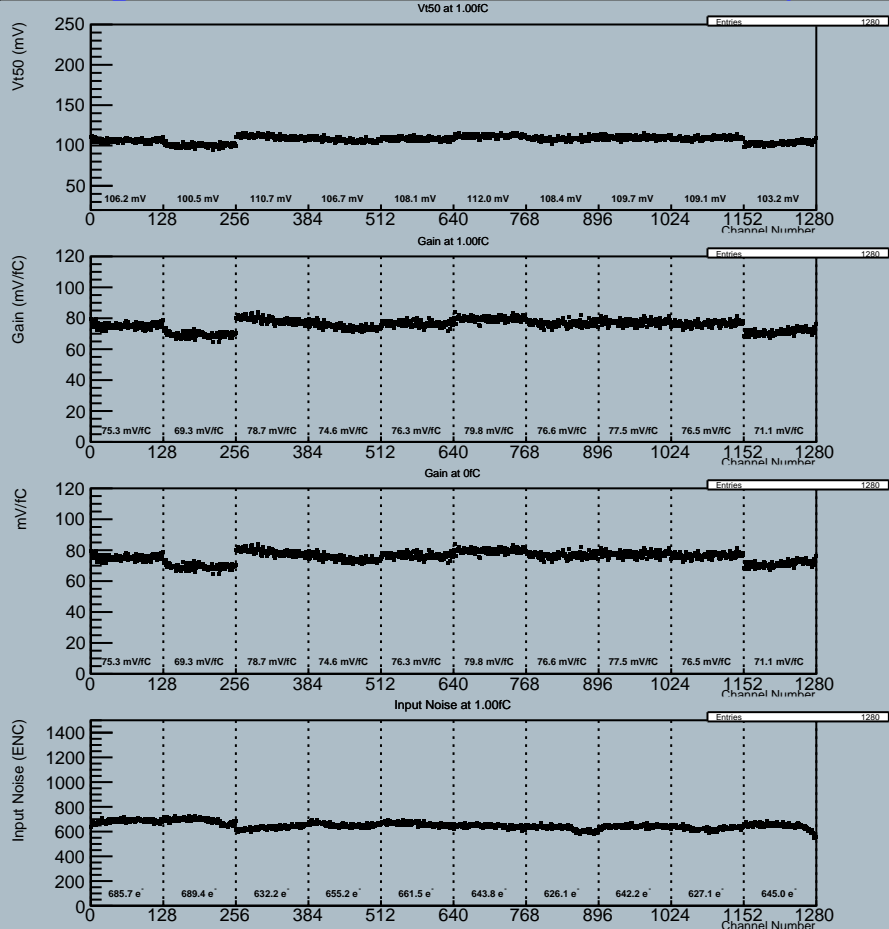 Vt50 at 1.00fC
Entries 1280
Vt50 (mV)
250
200
150
100
50
106.2 mV 100.5 mV 110.7 mV 106.7 mV 108.1 mV 112.0 mV 108.4 mV 109.7 mV 109.1 mV 103.2 mV
0 128 256 384 512 640 768 896 1024 1152 1280
Channel Number
Gain at 1.00fC
Entries 1280
Gain (mV/fC)
120
100
80
60
40
20
0
75.3 mV/fC 69.3 mV/fC 78.7 mV/fC 74.6 mV/fC 76.3 mV/fC 79.8 mV/fC 76.6 mV/fC 77.5 mV/fC 76.5 mV/fC 71.1 mV/fC
0 128 256 384 512 640 768 896 1024 1152 1280
Channel Number
Gain at 0fC
Entries 1280
mV/fC
120
100
80
60
40
20
0
75.3 mV/fC 69.3 mV/fC 78.7 mV/fC 74.6 mV/fC 76.3 mV/fC 79.8 mV/fC 76.6 mV/fC 77.5 mV/fC 76.5 mV/fC 71.1 mV/fC
0 128 256 384 512 640 768 896 1024 1152 1280
Channel Number
Input Noise at 1.00fC
Entries 1280
Input Noise (ENC)
1400
1200
1000
800
600
400
200
0
685.7 e⁻ 689.4 e⁻ 632.2 e⁻ 655.2 e⁻ 661.5 e⁻ 643.8 e⁻ 626.1 e⁻ 642.2 e⁻ 627.1 e⁻ 645.0 e⁻
0 128 256 384 512 640 768 896 1024 1152 1280
Channel Number